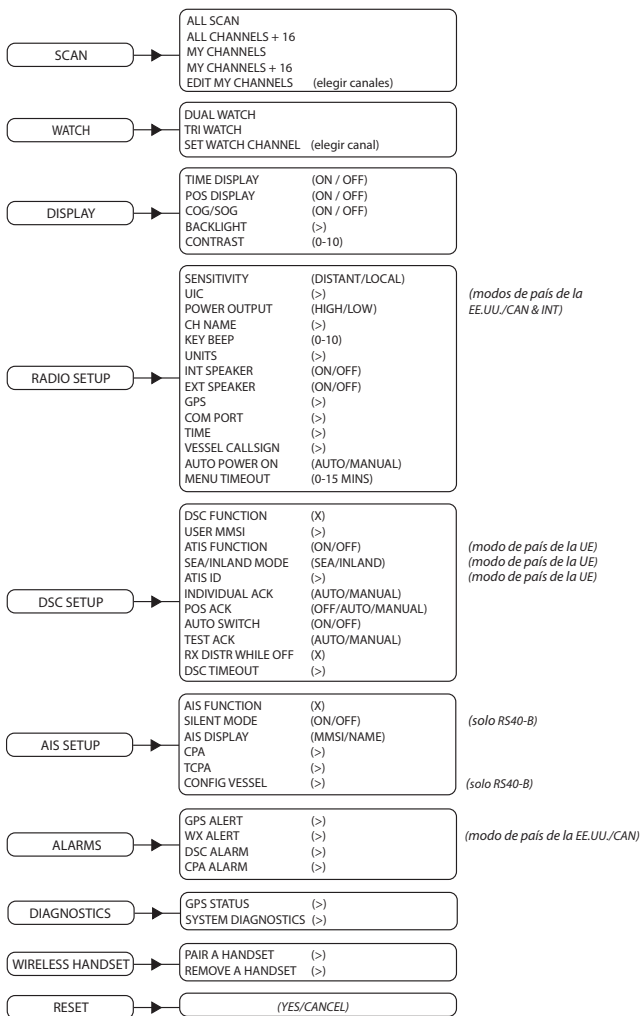 SCAN
ALL SCAN
ALL CHANNELS + 16
MY CHANNELS
MY CHANNELS + 16
EDIT MY CHANNELS (elegir canales)
WATCH
DUAL WATCH
TRI WATCH
SET WATCH CHANNEL (elegir canal)
DISPLAY
TIME DISPLAY (ON / OFF)
POS DISPLAY (ON / OFF)
COG/SOG (ON / OFF)
BACKLIGHT (>)
CONTRAST (0-10)
RADIO SETUP
SENSITIVITY (DISTANT/LOCAL)
UIC (>) (modos de país de la
EE.UU./CAN & INT)
POWER OUTPUT (HIGH/LOW)
CH NAME (>)
KEY BEEP (0-10)
UNITS (>)
INT SPEAKER (ON/OFF)
EXT SPEAKER (ON/OFF)
GPS (>)
COM PORT (>)
TIME (>)
VESSEL CALLSIGN (>)
AUTO POWER ON (AUTO/MANUAL)
MENU TIMEOUT (0-15 MINS)
DSC SETUP
DSC FUNCTION (X)
USER MMSI (>)
ATIS FUNCTION (ON/OFF) (modo de país de la UE)
SEA/INLAND MODE (SEA/INLAND) (modo de país de la UE)
ATIS ID (>) (modo de país de la UE)
INDIVIDUAL ACK (AUTO/MANUAL)
POS ACK (OFF/AUTO/MANUAL)
AUTO SWITCH (ON/OFF)
TEST ACK (AUTO/MANUAL)
RX DISTR WHILE OFF (X)
DSC TIMEOUT (>)
AIS SETUP
AIS FUNCTION (X)
SILENT MODE (ON/OFF) (solo RS40-B)
AIS DISPLAY (MMSI/NAME)
CPA (>)
TCPA (>)
CONFIG VESSEL (>) (solo RS40-B)
ALARMS
GPS ALERT (>)
WX ALERT (>) (modo de país de la EE.UU./CAN)
DSC ALARM (>)
CPA ALARM (>)
DIAGNOSTICS
GPS STATUS (>)
SYSTEM DIAGNOSTICS (>)
WIRELESS HANDSET
PAIR A HANDSET (>)
REMOVE A HANDSET (>)
RESET
(YES/CANCEL)